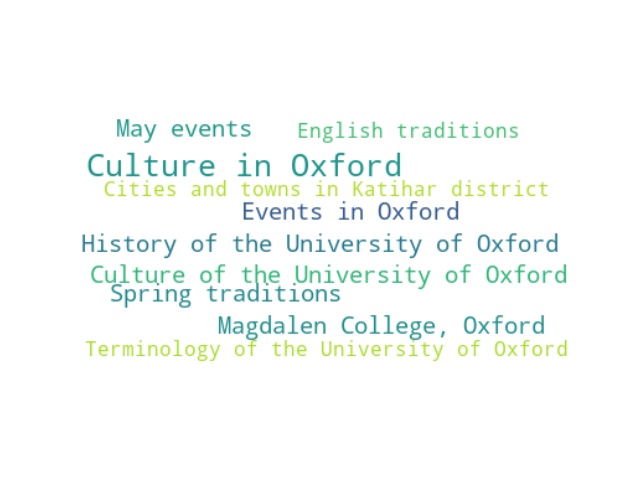 May events
English traditions
Culture in Oxford
Cities and towns in Katihar district
Events in Oxford
History of the University of Oxford
Culture of the University of Oxford
Spring traditions
Magdalen College, Oxford
Terminology of the University of Oxford